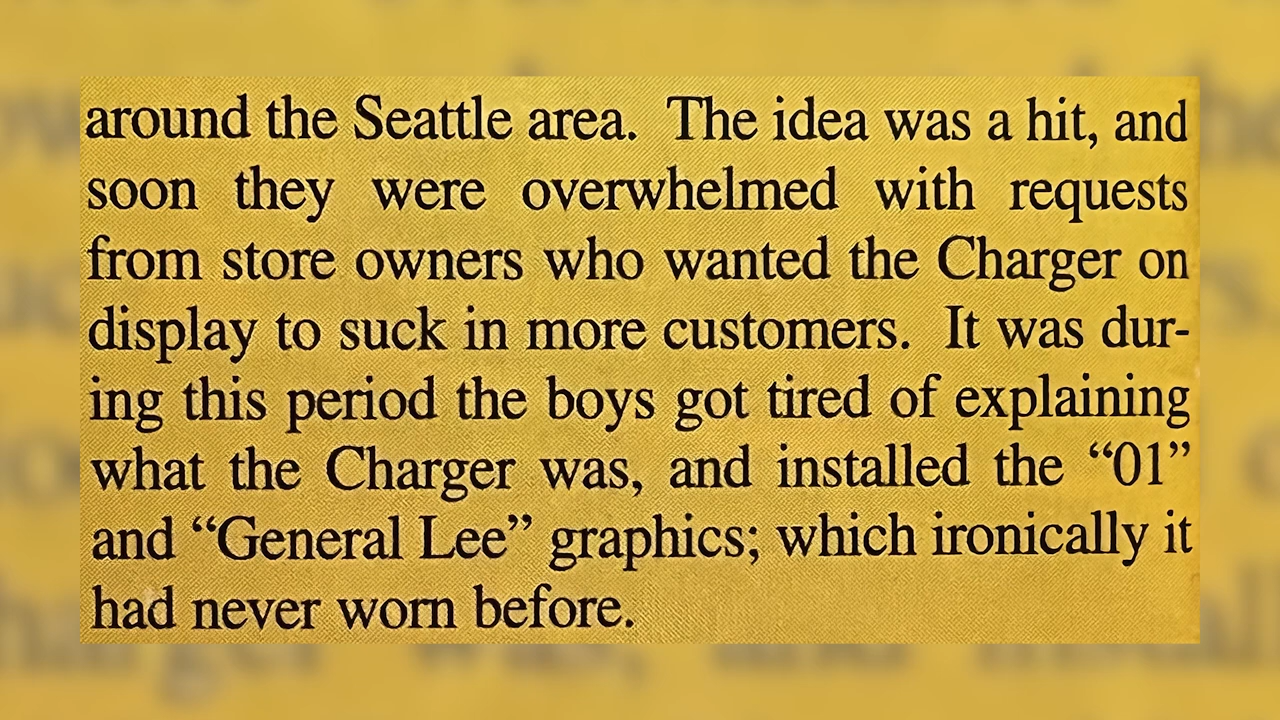 around the Seattle area.  The idea was a hit, and
soon they were overwhelmed with requests
from store owners who wanted the Charger on
display to suck in more customers.  It was dur-
ing this period the boys got tired of explaining
what the Charger was, and installed the “01”
and “General Lee” graphics; which ironically it
had never worn before.